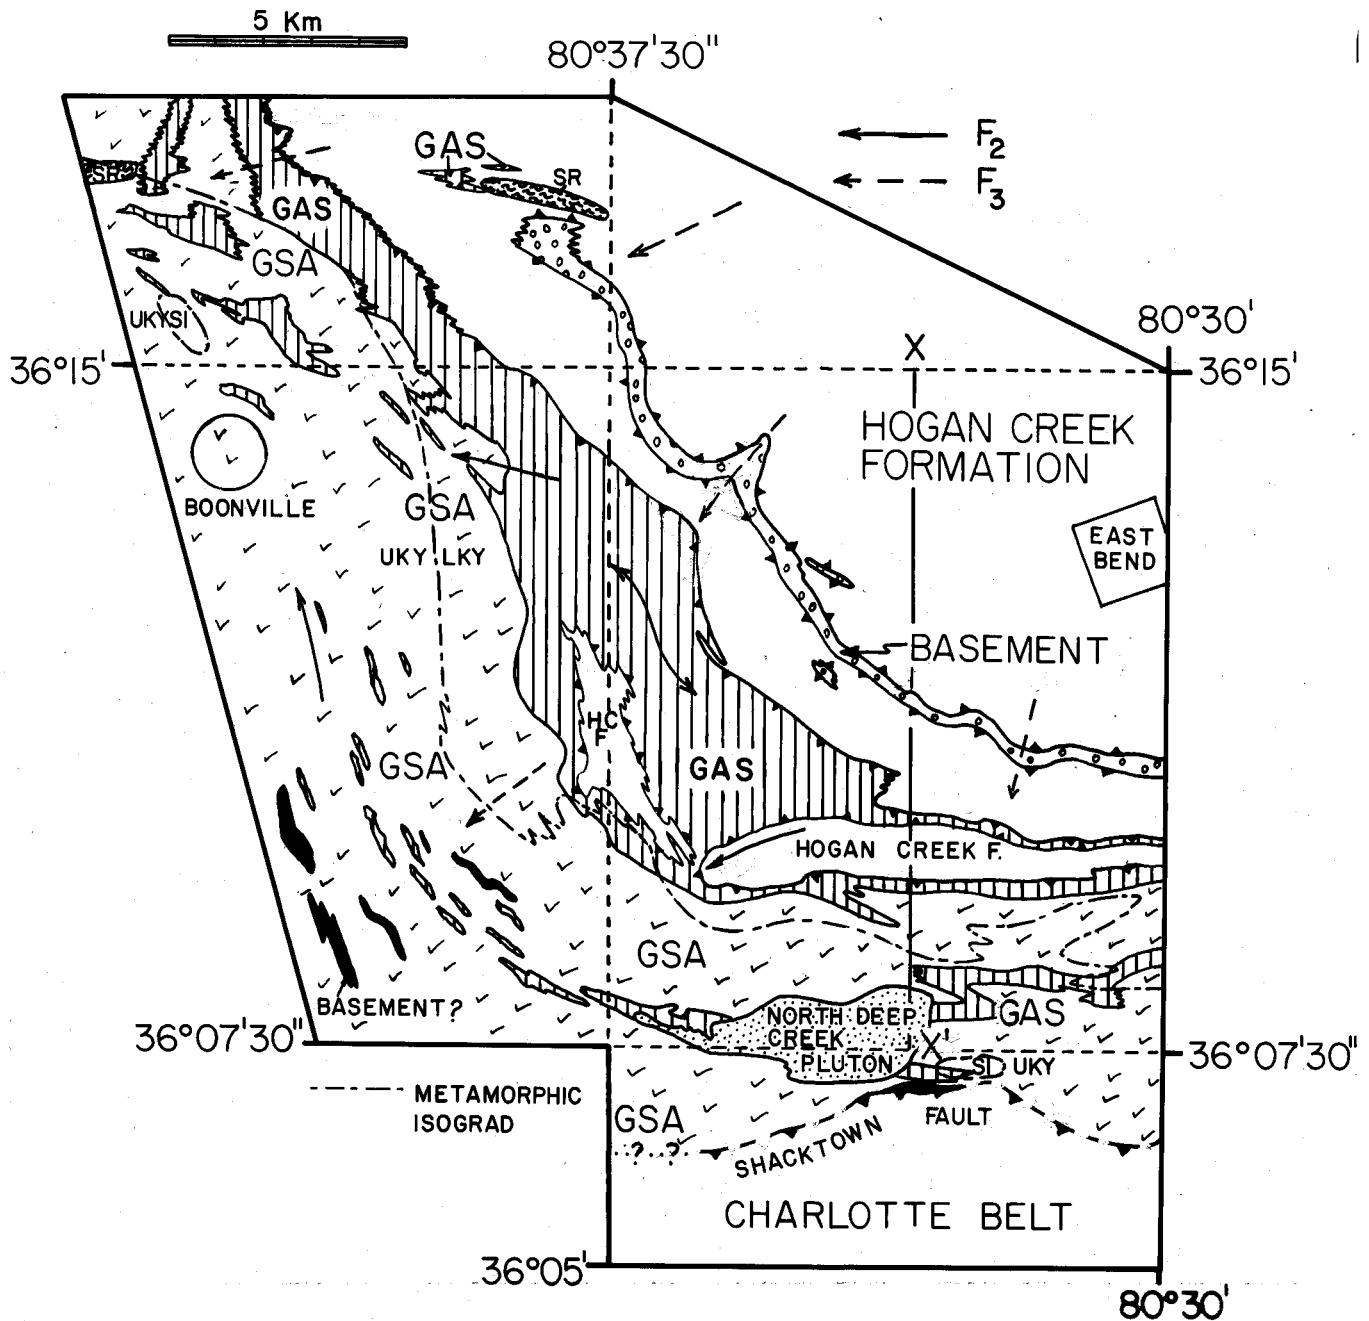 5 Km
80°37'30"
F2
F3
GAS
SR
SR
GAS
GSA
UKY SI
80°30'
X
36°15'
36°15'
HOGAN CREEK
FORMATION
BOONVILLE
GSA
EAST
BEND
UKY LKY
BASEMENT
HC
F
GSA
GAS
HOGAN CREEK F.
GSA
BASEMENT?
NORTH DEEP
CREEK
PLUTON
GAS
36°07'30"
X'
36°07'30"
SI UKY
METAMORPHIC
ISOGRAD
GSA
FAULT
? ?
SHACKTOWN
CHARLOTTE BELT
36°05'
80°30'